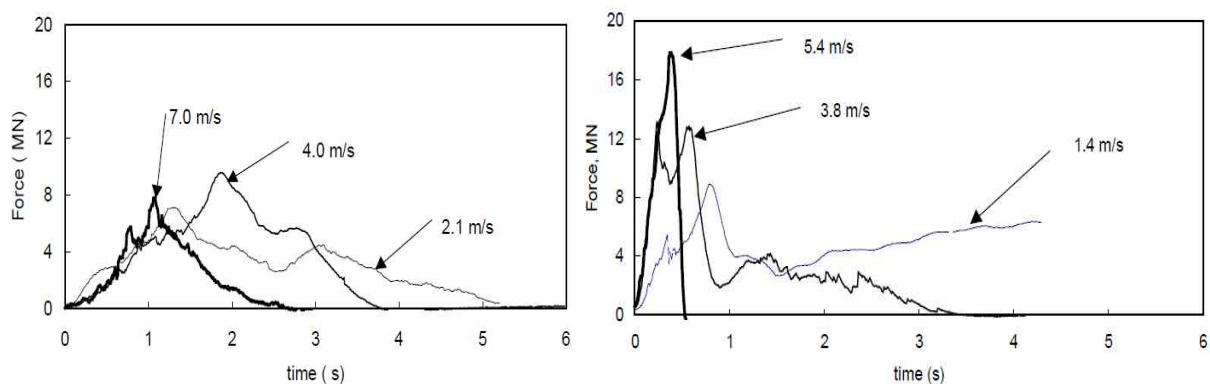 20
16
12
8
4
0
Force ( MN)
7.0 m/s
4.0 m/s
2.1 m/s
0 1 2 3 4 5 6
time ( s)
20
16
12
8
4
0
Force, MN
5.4 m/s
3.8 m/s
1.4 m/s
0 1 2 3 4 5 6
time (s)